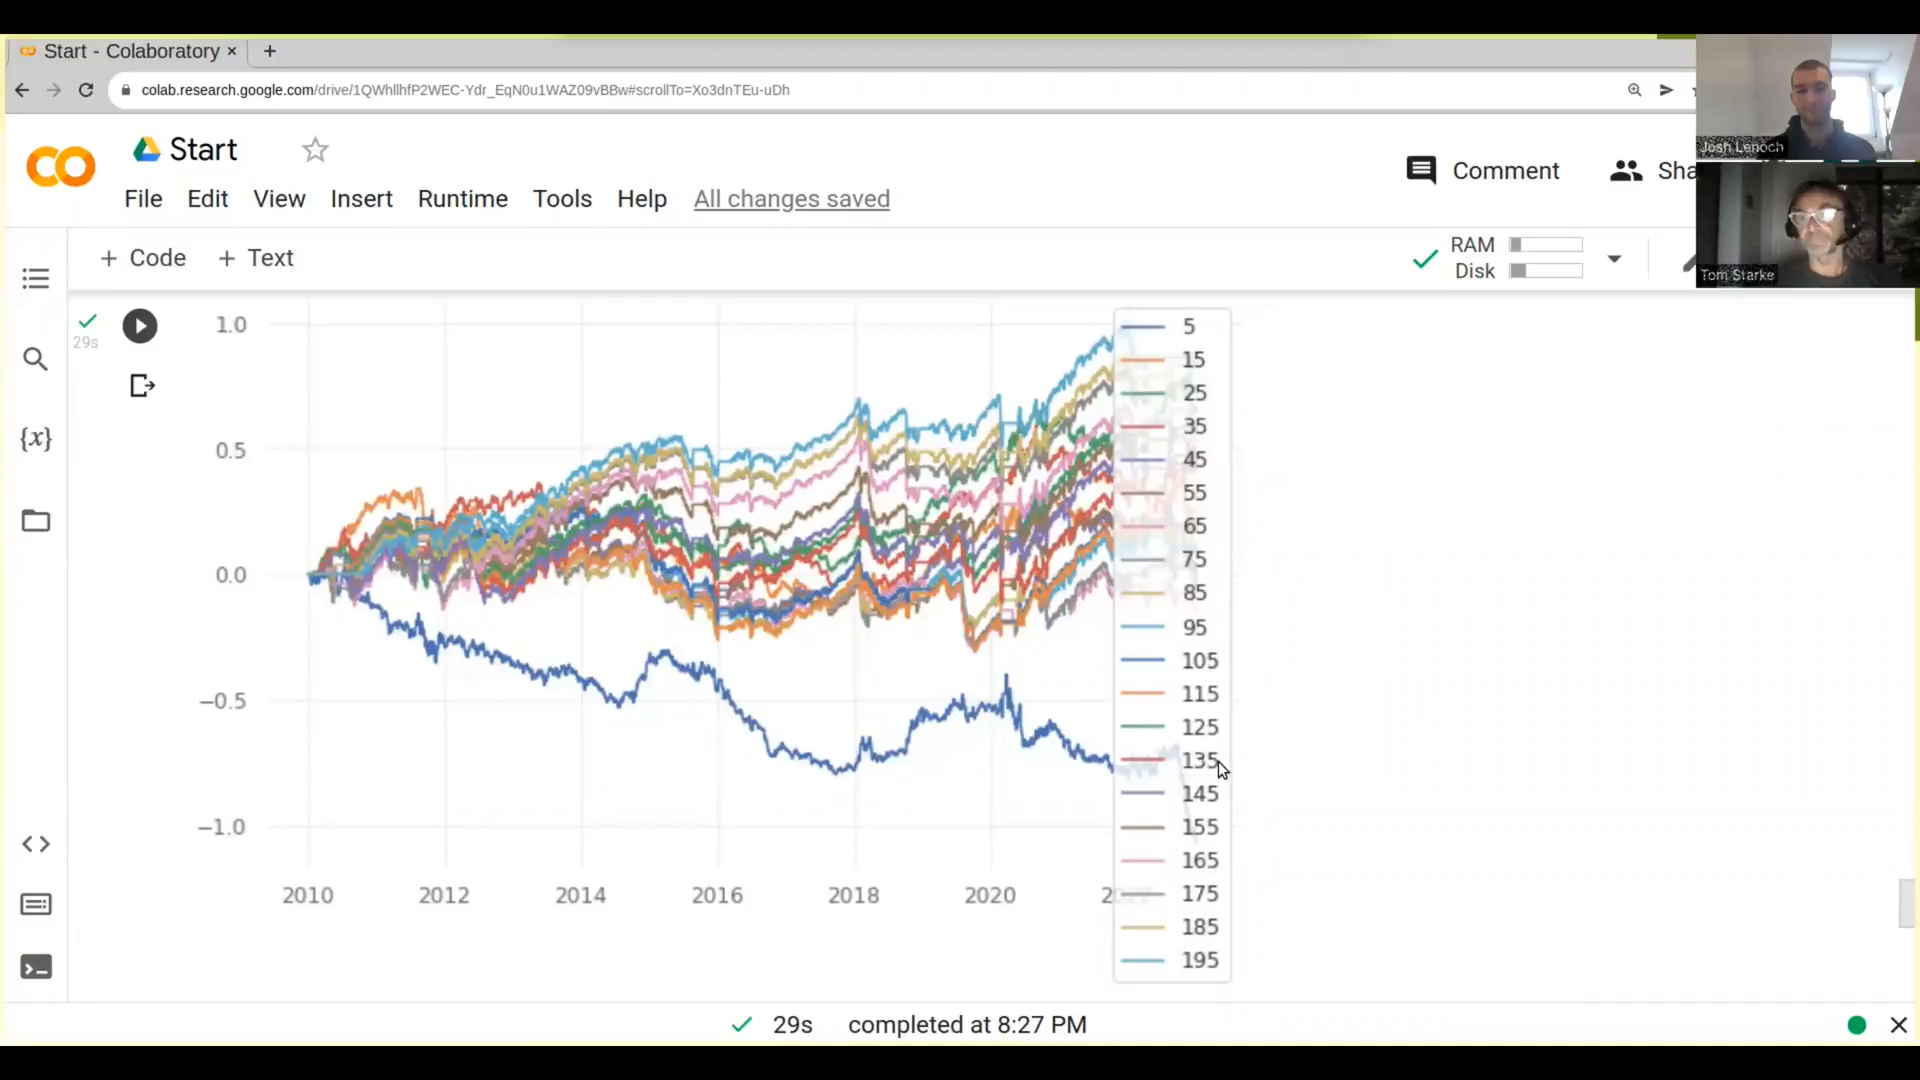 Start - Colaboratory
colab.research.google.com/drive/1QWhllhfP2WEC-Ydr_EqN0u1WAZ09vBBw#scrollTo=Xo3dnTEu-uDh
Start
Comment
File Edit View Insert Runtime Tools Help All changes saved
Josh Lenoch
Tom Starke
+ Code + Text
RAM
Disk
29s
{x}
1.0
0.5
0.0
−0.5
−1.0
2010 2012 2014 2016 2018 2020
5
15
25
35
45
55
65
75
85
95
105
115
125
135
145
155
165
175
185
195
29s completed at 8:27 PM